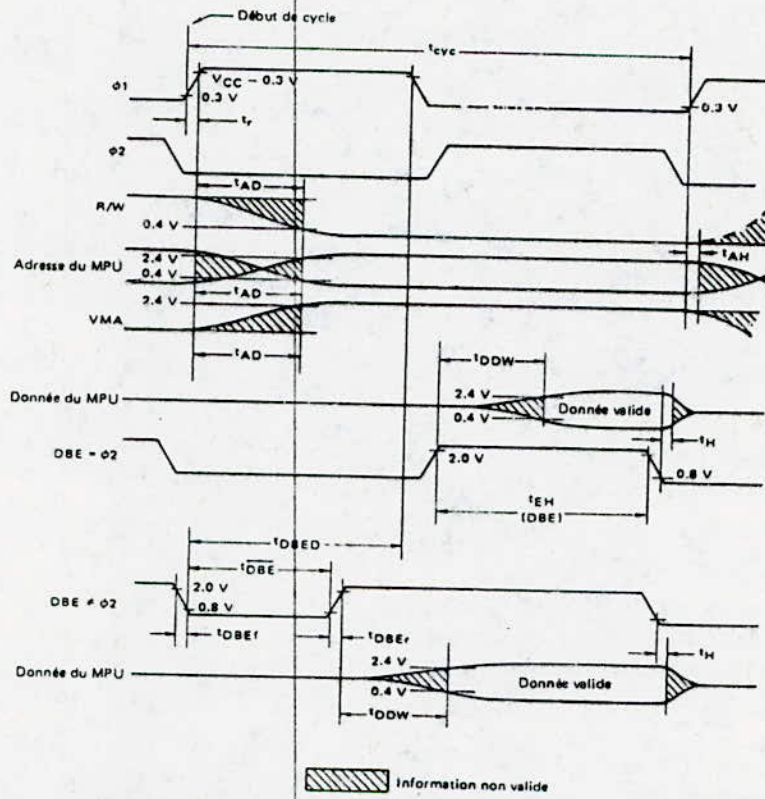 Début de cycle
tcyc
φ1
VCC – 0.3 V
0.3 V
0.3 V
tr
φ2
tAD
R/W
0.4 V
2.4 V
Adresse du MPU
0.4 V
tAH
tAD
2.4 V
VMA
tAD
tDDW
2.4 V
Donnée du MPU
Donnée valide
0.4 V
tH
DBE = φ2
2.0 V
0.8 V
tEH
(DBE)
tDBED
tDBE
2.0 V
DBE ≠ φ2
0.8 V
tDBEf
tDBEr
tH
2.4 V
Donnée du MPU
Donnée valide
0.4 V
tDDW
Information non valide